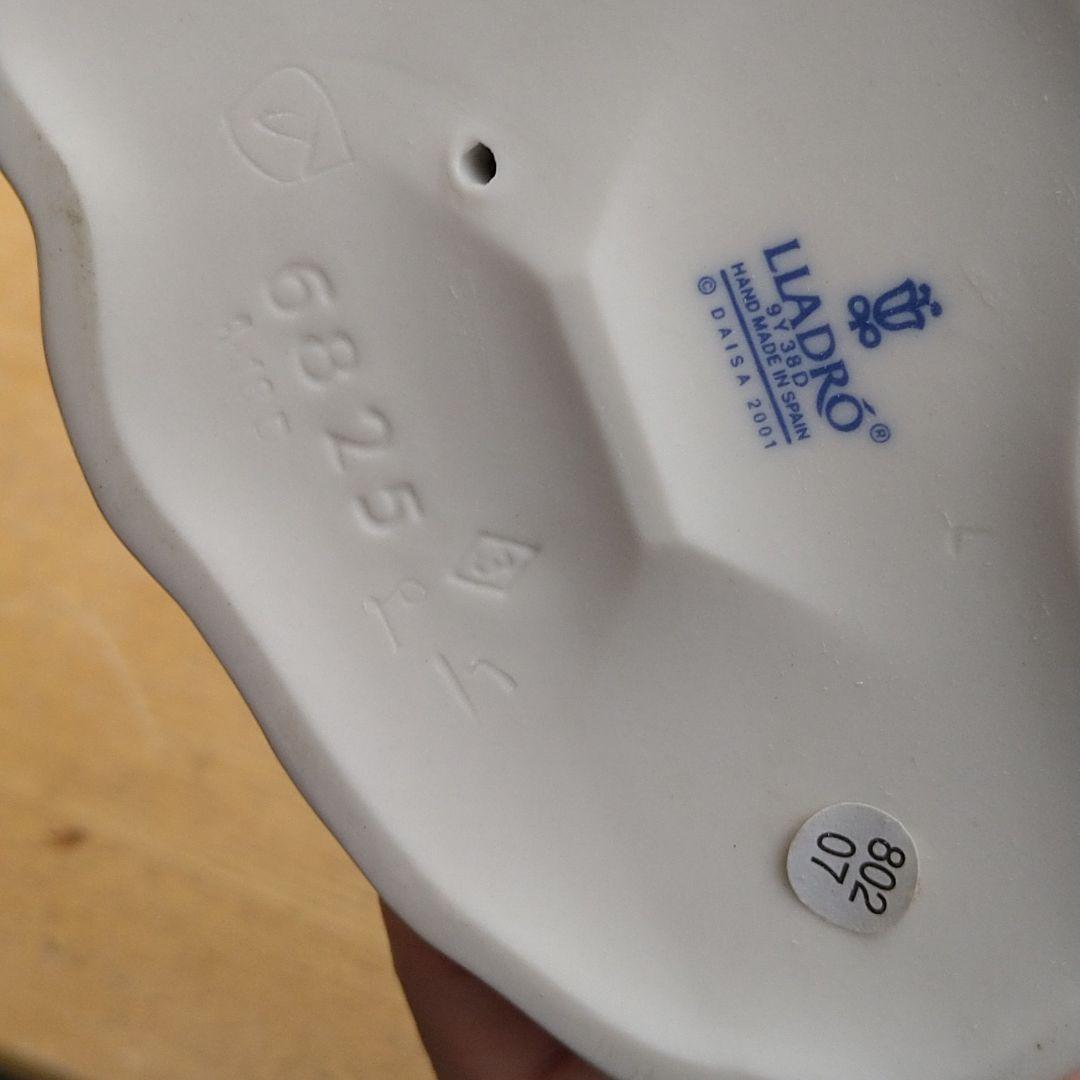 LLADRÓ ®
9Y38D
HAND MADE IN SPAIN
© DAISA 2001
6825
802
07
L